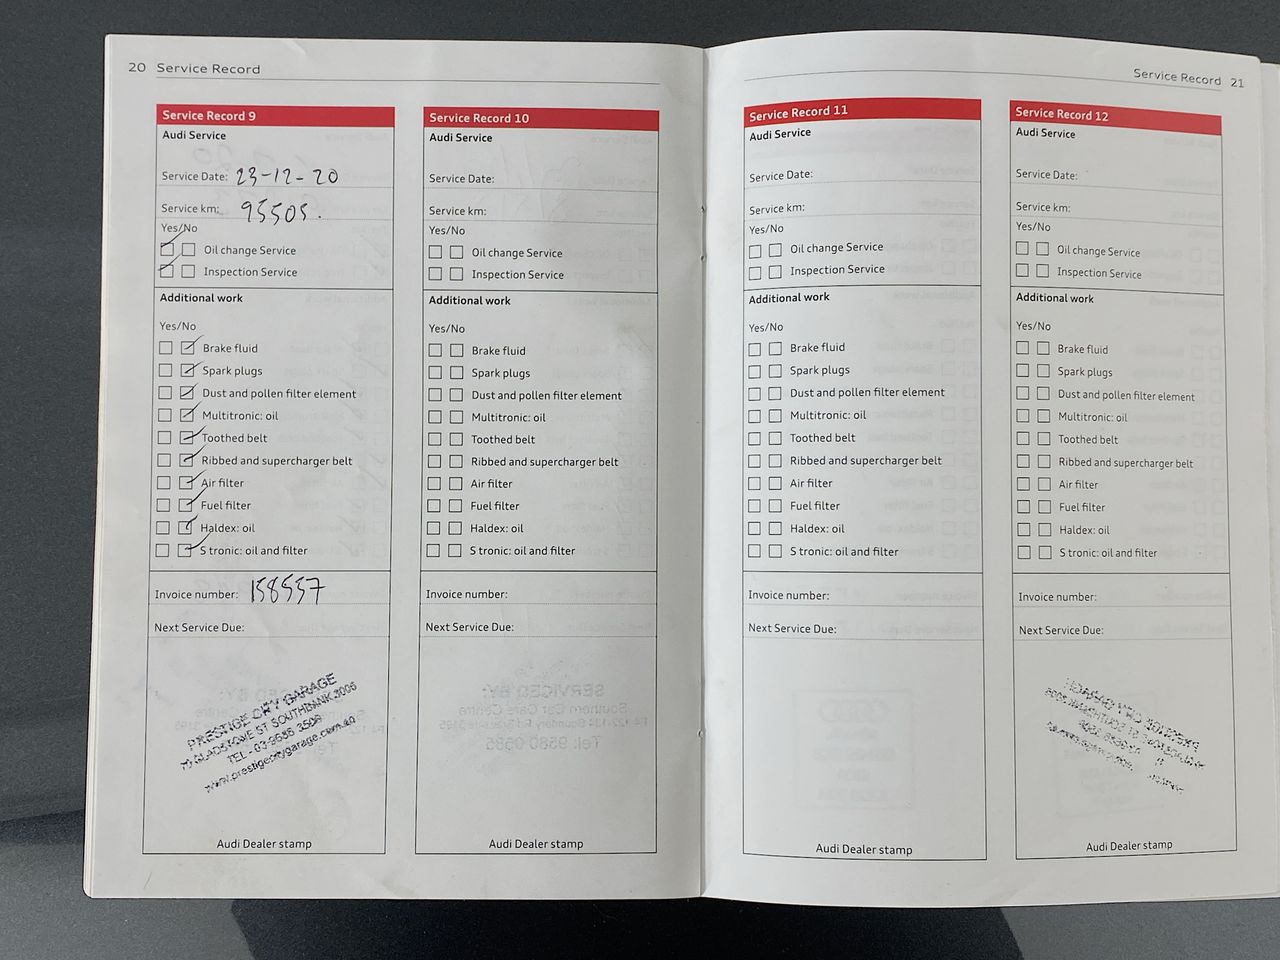 20 Service Record
Service Record 9
Audi Service
Service Date: 23-12-20
Service km: 95505.
Yes/No
Oil change Service
Inspection Service
Additional work
Yes/No
Brake fluid
Spark plugs
Dust and pollen filter element
Multitronic: oil
Toothed belt
Ribbed and supercharger belt
Air filter
Fuel filter
Haldex: oil
S tronic: oil and filter
Invoice number: 158557
Next Service Due:
PRESTIGE CITY GARAGE
GLADSTONE ST SOUTHBANK 3006
TEL - 03-9686 3500
www.prestigecitygarage.com.au
Audi Dealer stamp
Service Record 10
Audi Service
Service Date:
Service km:
Yes/No
Oil change Service
Inspection Service
Additional work
Yes/No
Brake fluid
Spark plugs
Dust and pollen filter element
Multitronic: oil
Toothed belt
Ribbed and supercharger belt
Air filter
Fuel filter
Haldex: oil
S tronic: oil and filter
Invoice number:
Next Service Due:
Audi Dealer stamp
Service Record 21
Service Record 11
Audi Service
Service Date:
Service km:
Yes/No
Oil change Service
Inspection Service
Additional work
Yes/No
Brake fluid
Spark plugs
Dust and pollen filter element
Multitronic: oil
Toothed belt
Ribbed and supercharger belt
Air filter
Fuel filter
Haldex: oil
S tronic: oil and filter
Invoice number:
Next Service Due:
Audi Dealer stamp
Service Record 12
Audi Service
Service Date:
Service km:
Yes/No
Oil change Service
Inspection Service
Additional work
Yes/No
Brake fluid
Spark plugs
Dust and pollen filter element
Multitronic: oil
Toothed belt
Ribbed and supercharger belt
Air filter
Fuel filter
Haldex: oil
S tronic: oil and filter
Invoice number:
Next Service Due:
Audi Dealer stamp